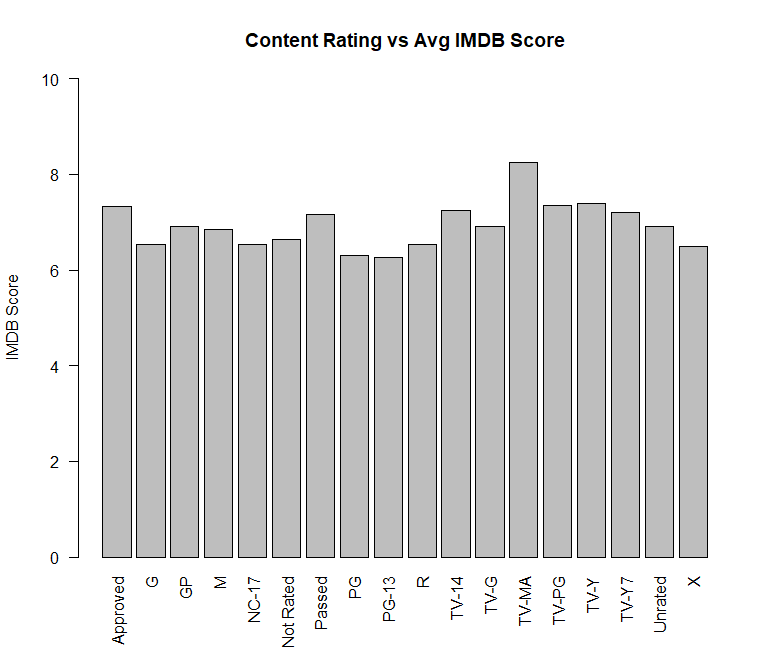 Content Rating vs Avg IMDB Score
10
8
6
4
2
0
IMDB Score
Approved
G
GP
M
NC-17
Not Rated
Passed
PG
PG-13
R
TV-14
TV-G
TV-MA
TV-PG
TV-Y
TV-Y7
Unrated
X